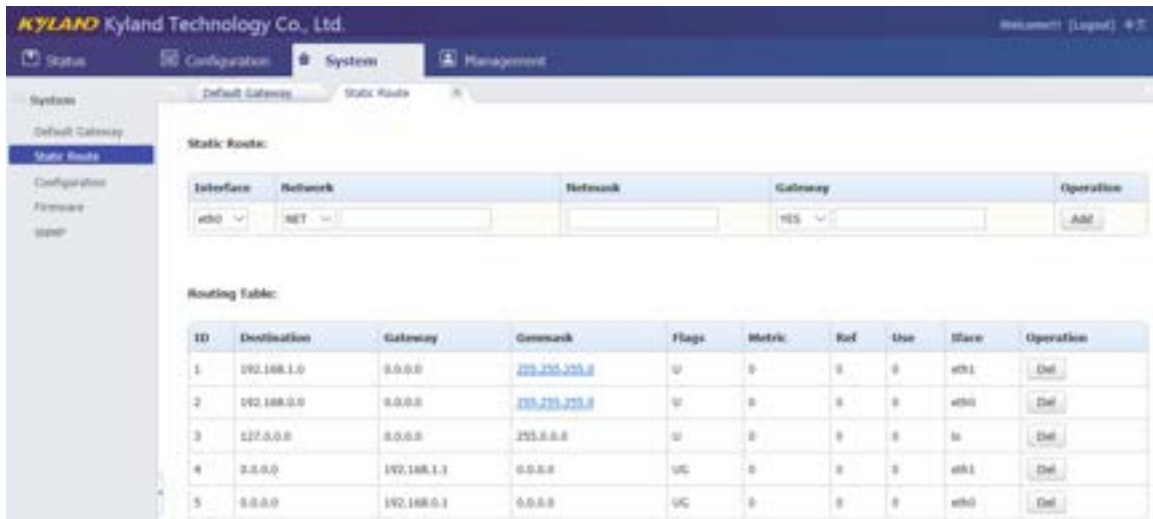 KYLAND Kyland Technology Co., Ltd.
Welcome!!! [Logout] 中文
Status Configuration System Management
System
Default Gateway
Static Route
Configuration
Firmware
SNMP
Default Gateway Static Route
Static Route:
Interface Network Netmask Gateway Operation
eth0 NET YES Add
Routing Table:
ID Destination Gateway Genmask Flags Metric Ref Use Iface Operation
1 192.168.1.0 0.0.0.0 255.255.255.0 U 0 0 0 eth1 Del
2 192.168.0.0 0.0.0.0 255.255.255.0 U 0 0 0 eth0 Del
3 127.0.0.0 0.0.0.0 255.0.0.0 U 0 0 0 lo Del
4 0.0.0.0 192.168.1.1 0.0.0.0 UG 0 0 0 eth1 Del
5 0.0.0.0 192.168.0.1 0.0.0.0 UG 0 0 0 eth0 Del